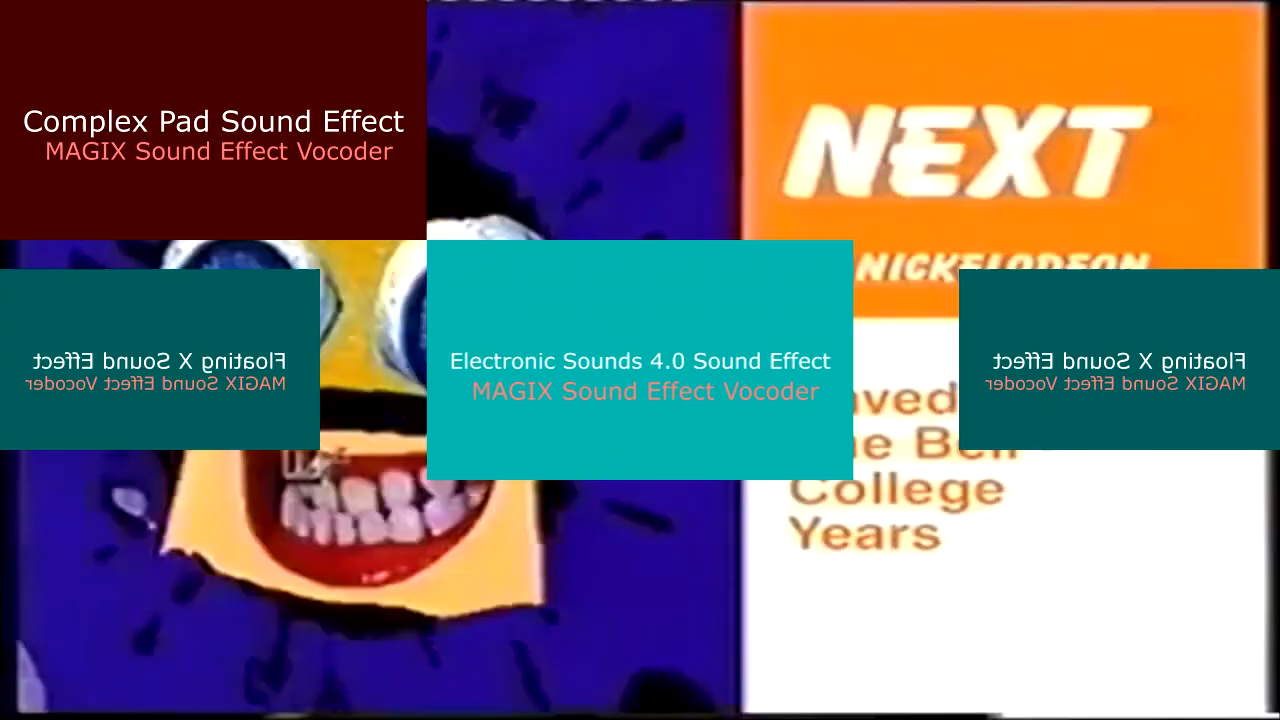 Complex Pad Sound Effect
MAGIX Sound Effect Vocoder
NEXT
NICKELODEON
Floating X Sound Effect
MAGIX Sound Effect Vocoder
Electronic Sounds 4.0 Sound Effect
MAGIX Sound Effect Vocoder
Floating X Sound Effect
MAGIX Sound Effect Vocoder
College
Years